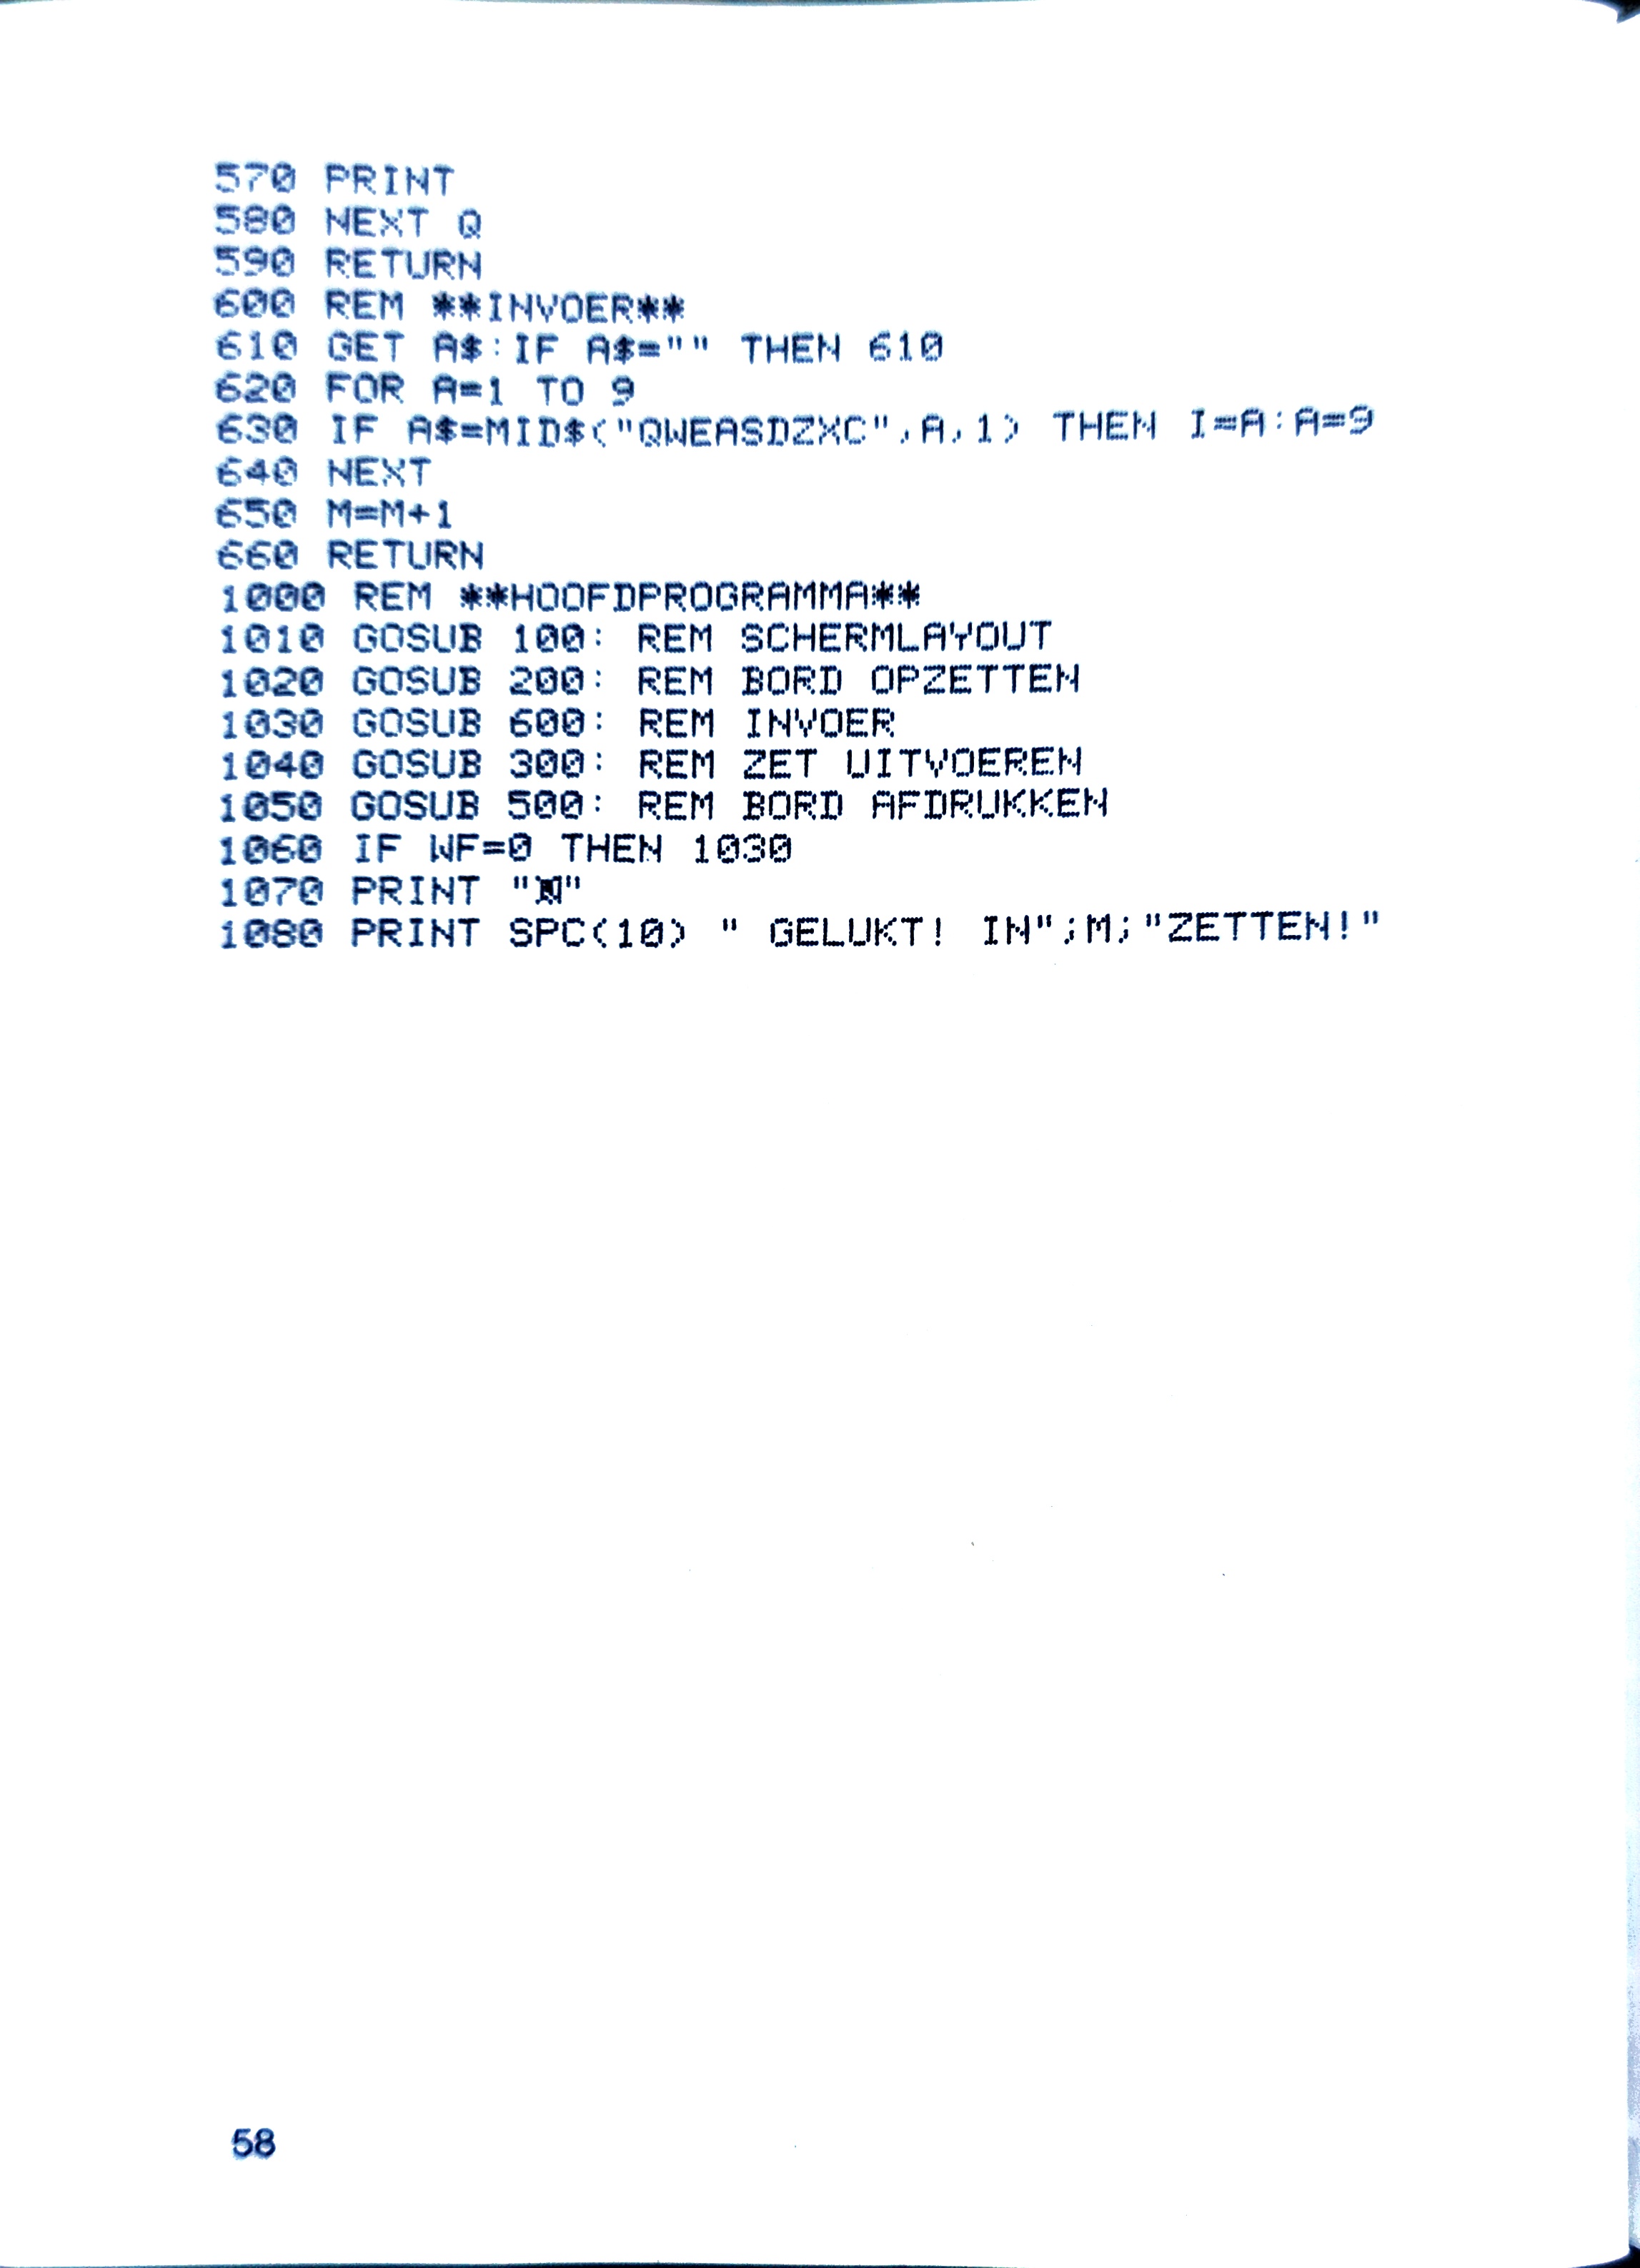 570 PRINT
580 NEXT Q
590 RETURN
600 REM **INVOER**
610 GET A$:IF A$="" THEN 610
620 FOR A=1 TO 9
630 IF A$=MID$("QWEASDZXC",A,1) THEN I=A:A=9
640 NEXT
650 M=M+1
660 RETURN
1000 REM **HOOFDPROGRAMMA**
1010 GOSUB 100: REM SCHERMLAYOUT
1020 GOSUB 200: REM BORD OPZETTEN
1030 GOSUB 600: REM INVOER
1040 GOSUB 300: REM ZET UITVOEREN
1050 GOSUB 500: REM BORD AFDRUKKEN
1060 IF WF=0 THEN 1030
1070 PRINT ""
1080 PRINT SPC(10) " GELUKT! IN";M;"ZETTEN!"
58